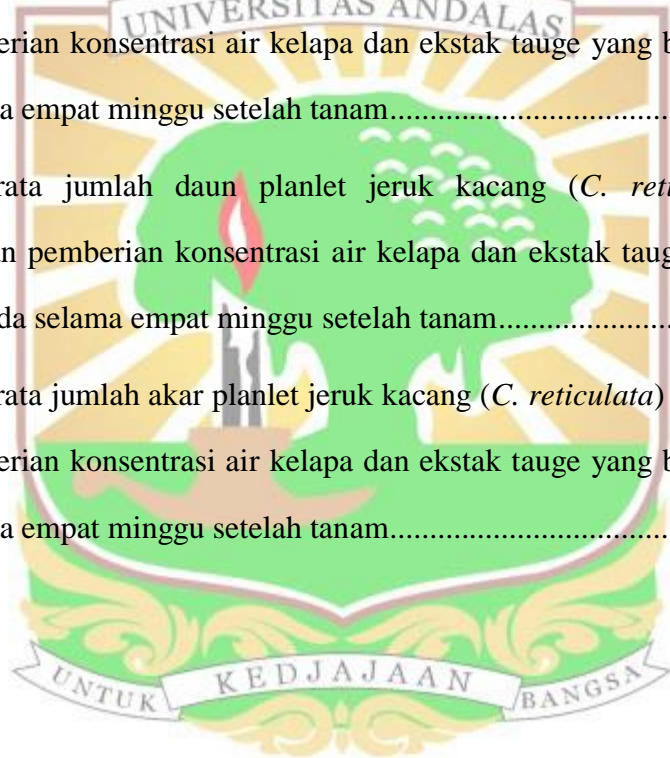 UNIVERSITAS ANDALAS
erian konsentrasi air kelapa dan ekstak tauge yang b
a empat minggu setelah tanam...................................
rata jumlah daun planlet jeruk kacang (C. reti
n pemberian konsentrasi air kelapa dan ekstak taug
da selama empat minggu setelah tanam......................
rata jumlah akar planlet jeruk kacang (C. reticulata)
erian konsentrasi air kelapa dan ekstak tauge yang b
a empat minggu setelah tanam...................................
UNTUK KEDJAJAAN BANGSA